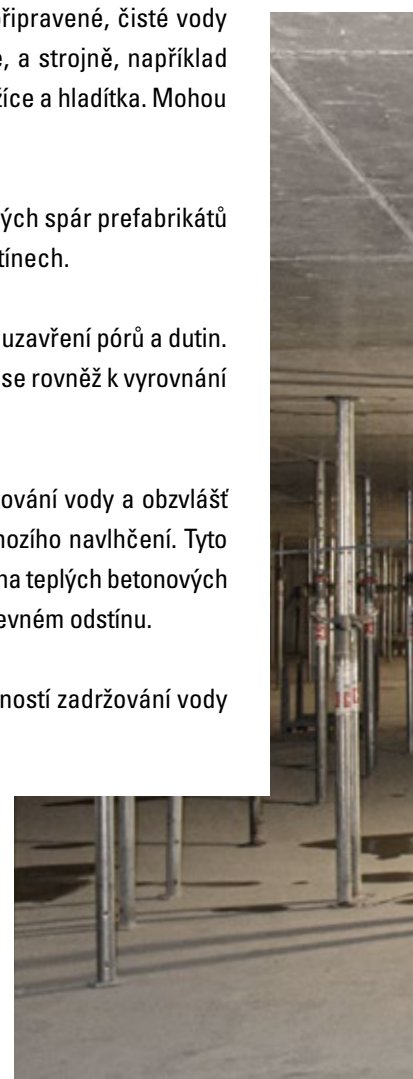 řipravené, čisté vody
, a strojně, například
íce a hladítka. Mohou
ých spár prefabrikátů
tínech.
uzavření pórů a dutin.
se rovněž k vyrovnání
ování vody a obzvlášť
nozího navlhčení. Tyto
na teplých betonových
evném odstínu.
ností zadržování vody